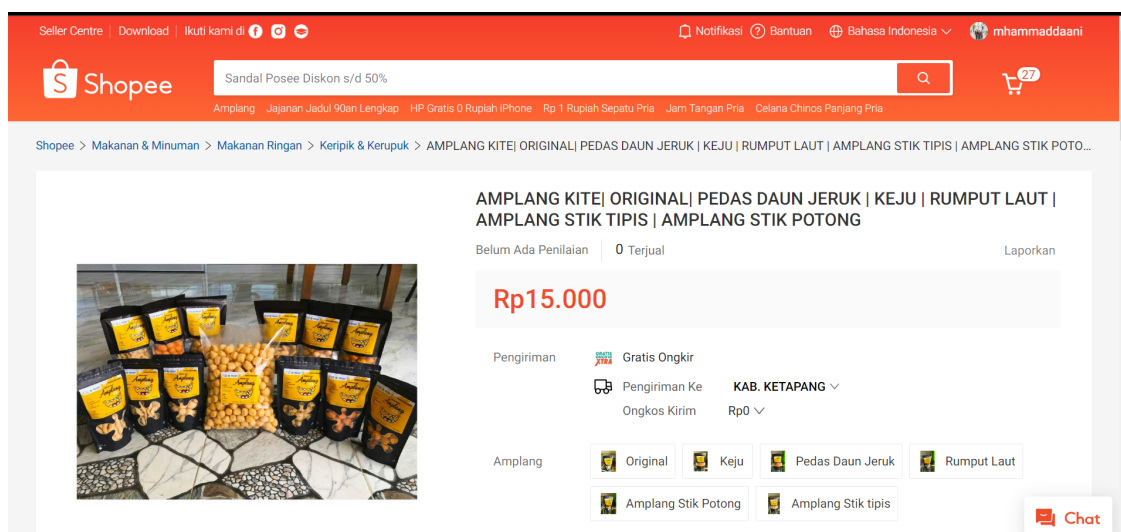 Seller Centre | Download | Ikuti kami di
Notifikasi
Bantuan
Bahasa Indonesia
mhammaddaani
Shopee
Sandal Posee Diskon s/d 50%
27
Amplang Jajanan Jadul 90an Lengkap HP Gratis 0 Rupiah iPhone Rp 1 Rupiah Sepatu Pria Jam Tangan Pria Celana Chinos Panjang Pria
Shopee > Makanan & Minuman > Makanan Ringan > Keripik & Kerupuk > AMPLANG KITE| ORIGINAL| PEDAS DAUN JERUK | KEJU | RUMPUT LAUT | AMPLANG STIK TIPIS | AMPLANG STIK POTO...
AMPLANG KITE| ORIGINAL| PEDAS DAUN JERUK | KEJU | RUMPUT LAUT |
AMPLANG STIK TIPIS | AMPLANG STIK POTONG
Belum Ada Penilaian
0 Terjual
Laporkan
Rp15.000
Pengiriman
GRATIS ONGKIR XTRA
Gratis Ongkir
Pengiriman Ke KAB. KETAPANG
Ongkos Kirim Rp0
Amplang
Original
Keju
Pedas Daun Jeruk
Rumput Laut
Amplang Stik Potong
Amplang Stik tipis
Chat